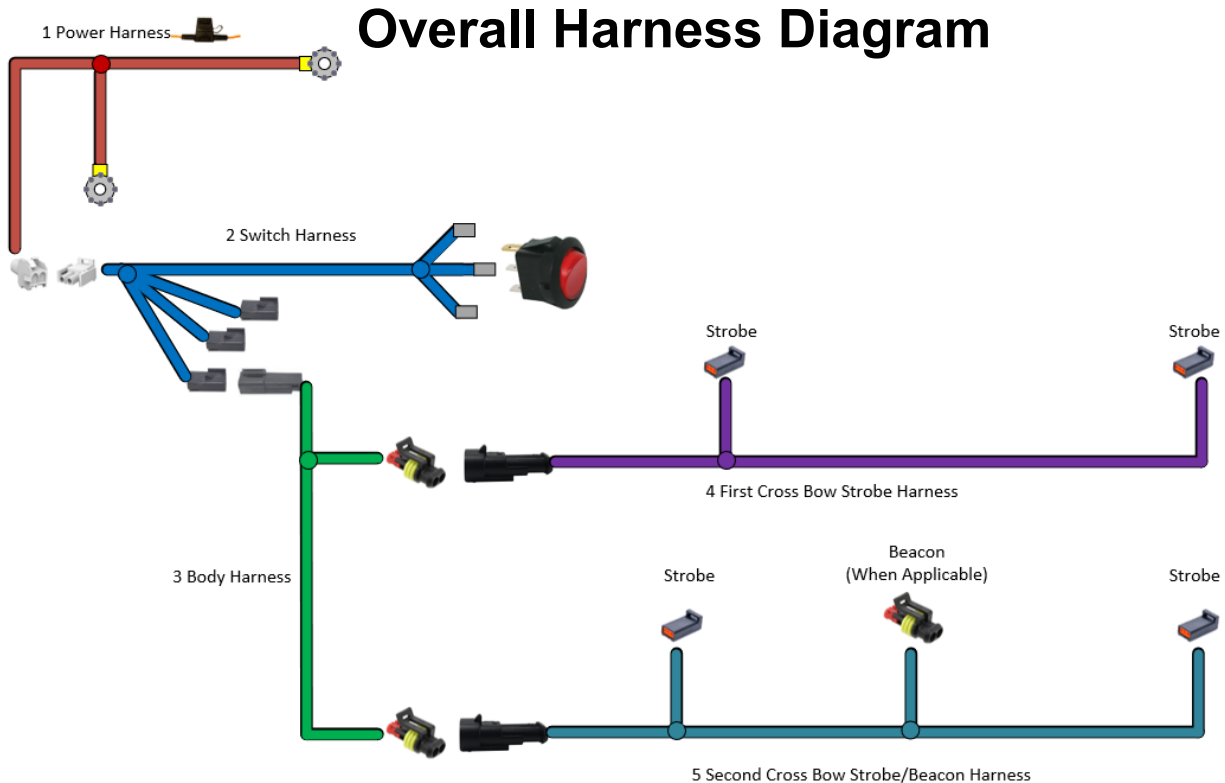 Overall Harness Diagram
1 Power Harness
2 Switch Harness
Strobe
Strobe
4 First Cross Bow Strobe Harness
3 Body Harness
Strobe
Beacon
(When Applicable)
Strobe
5 Second Cross Bow Strobe/Beacon Harness